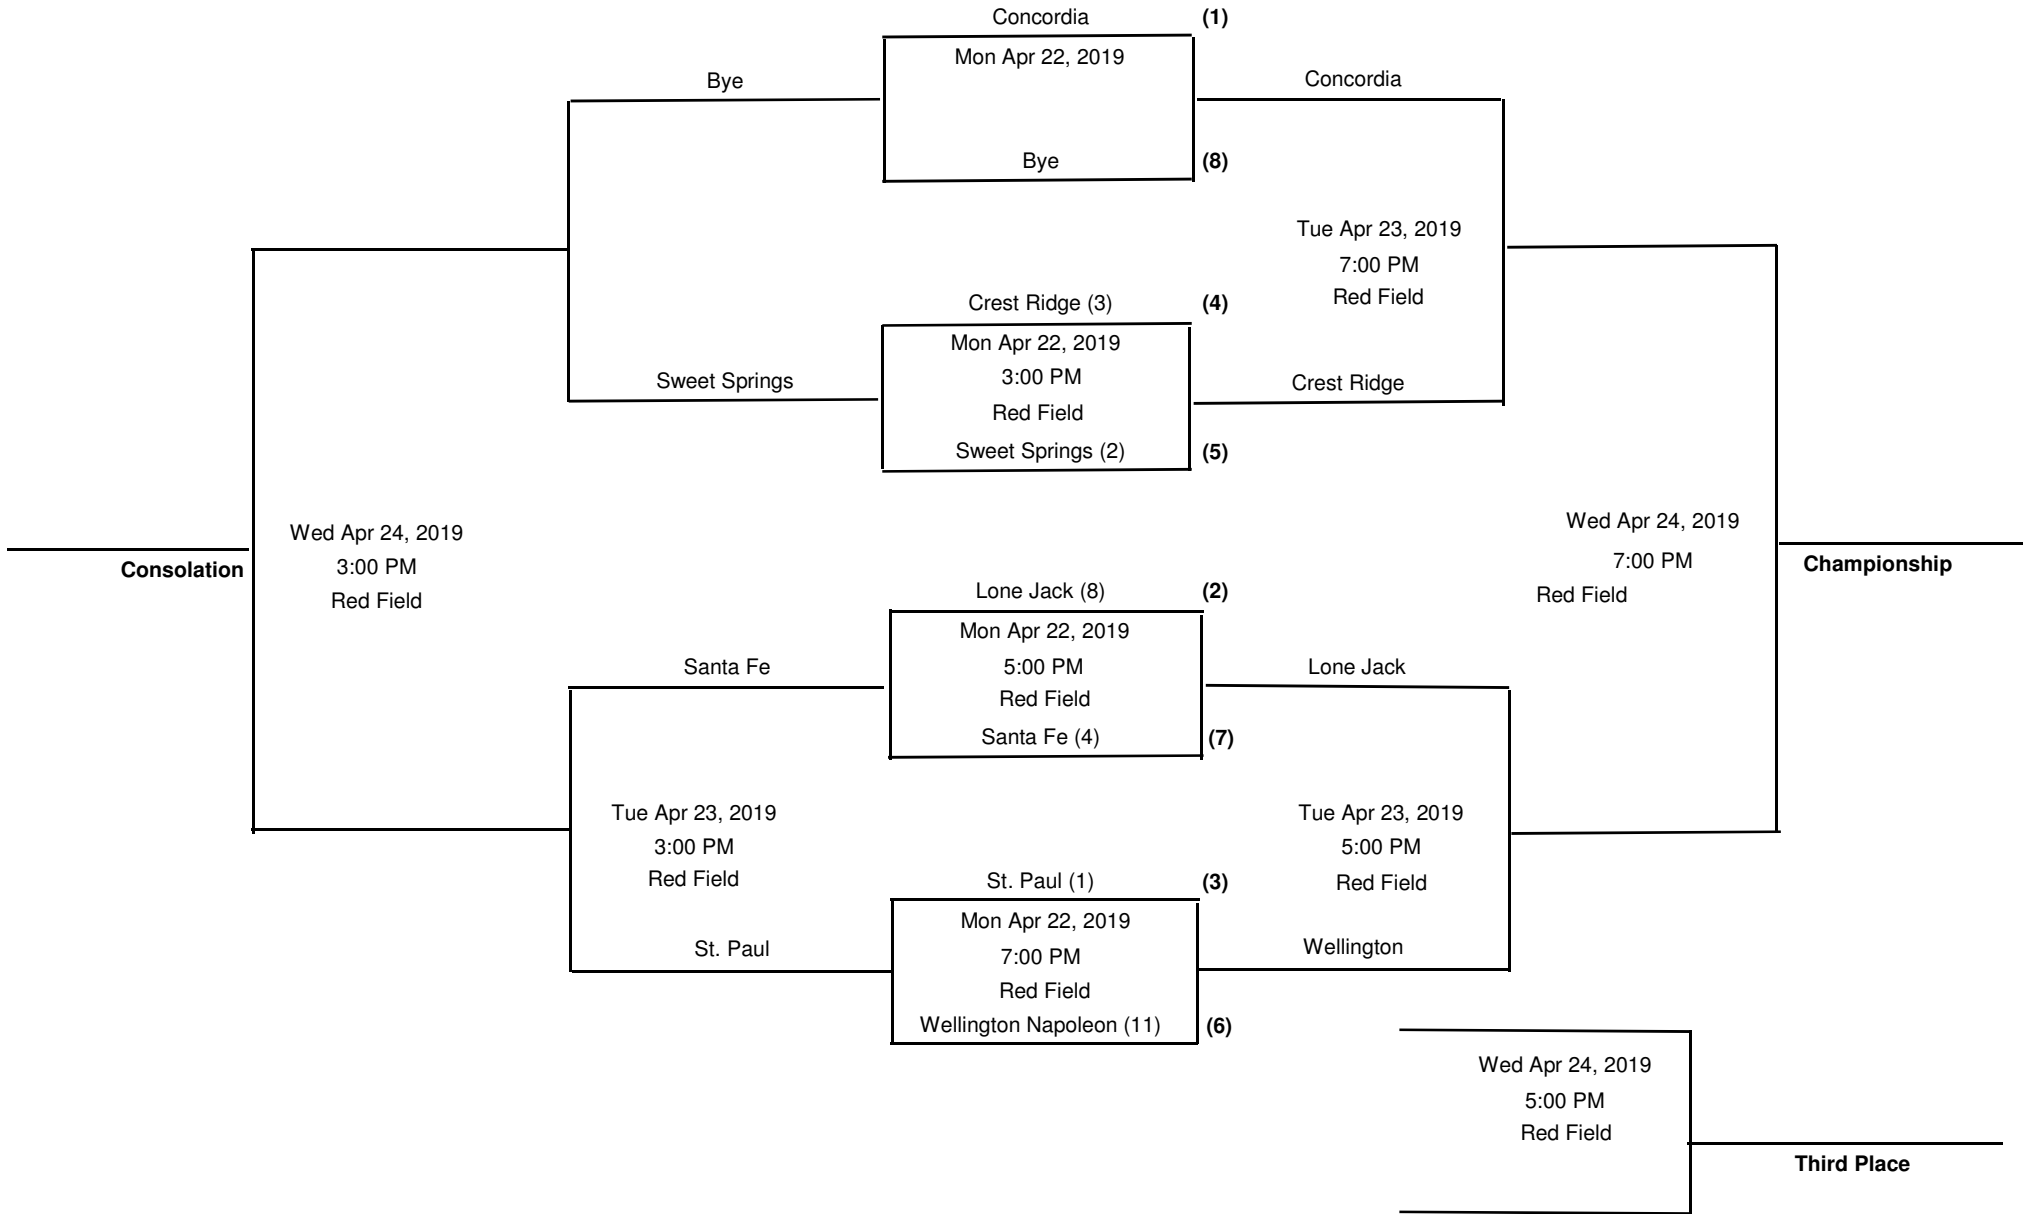 Concordia (1)
Mon Apr 22, 2019
Bye
Concordia
Bye (8)
Tue Apr 23, 2019
7:00 PM
Red Field
Crest Ridge (3) (4)
Mon Apr 22, 2019
3:00 PM
Red Field
Sweet Springs
Crest Ridge
Sweet Springs (2) (5)
Wed Apr 24, 2019
3:00 PM
Red Field
Consolation
Wed Apr 24, 2019
7:00 PM
Red Field
Championship
Lone Jack (8) (2)
Mon Apr 22, 2019
5:00 PM
Red Field
Santa Fe
Lone Jack
Santa Fe (4) (7)
Tue Apr 23, 2019
3:00 PM
Red Field
Tue Apr 23, 2019
5:00 PM
Red Field
St. Paul (1) (3)
Mon Apr 22, 2019
7:00 PM
Red Field
St. Paul
Wellington
Wellington Napoleon (11) (6)
Wed Apr 24, 2019
5:00 PM
Red Field
Third Place